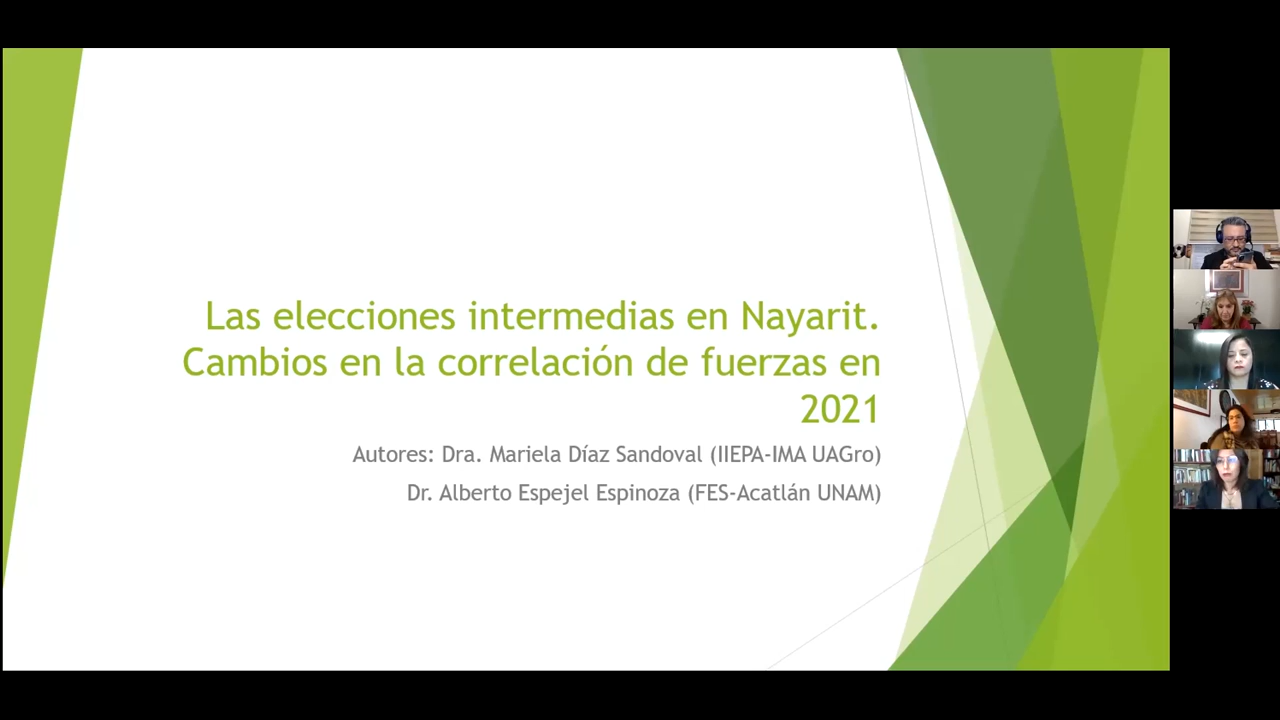 Las elecciones intermedias en Nayarit.
Cambios en la correlación de fuerzas en
2021
Autores: Dra. Mariela Díaz Sandoval (IIEPA-IMA UAGro)
Dr. Alberto Espejel Espinoza (FES-Acatlán UNAM)